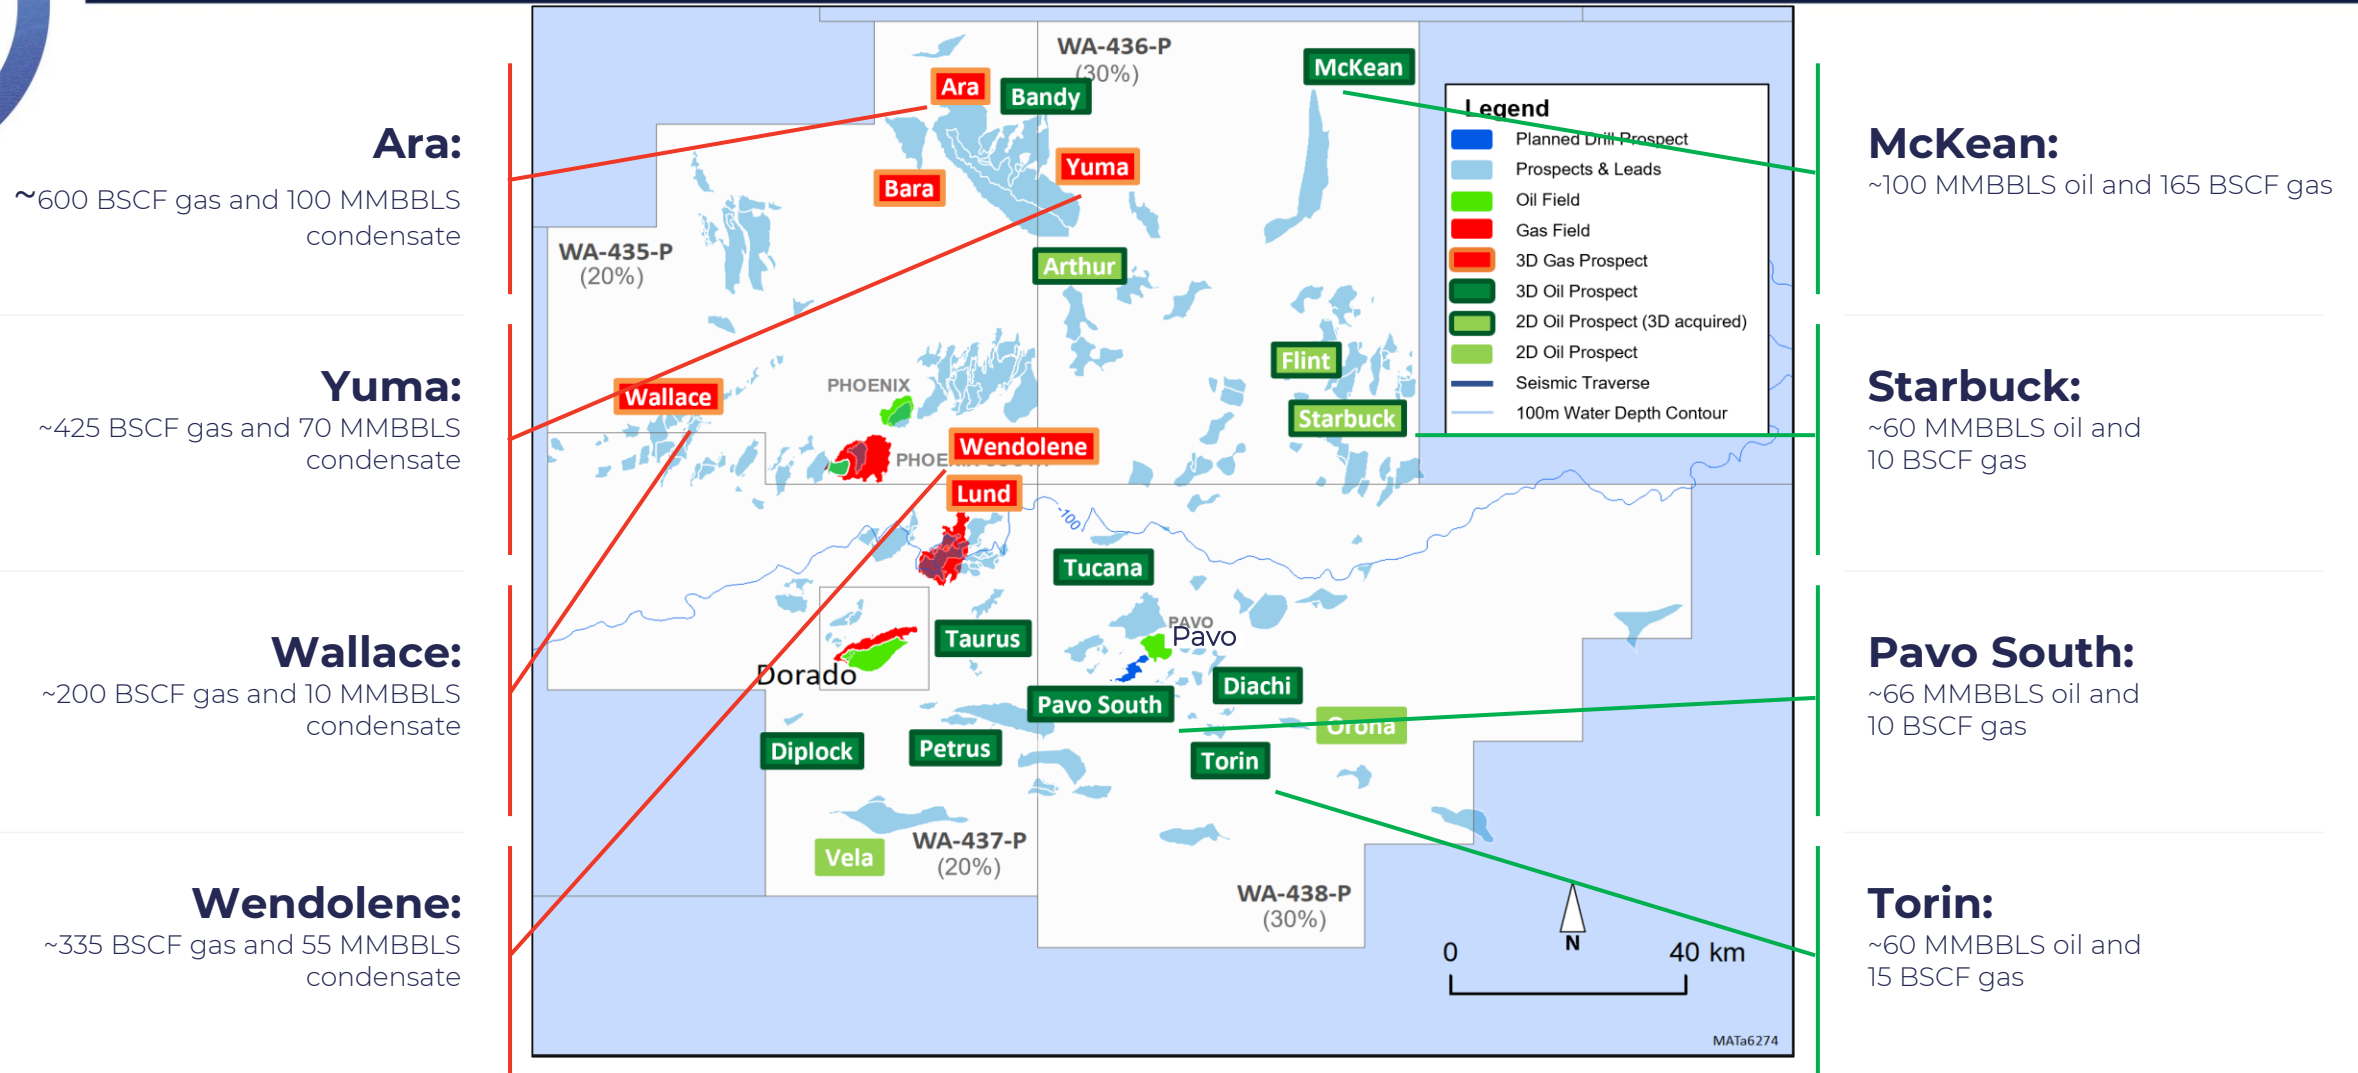 Ara:
~600 BSCF gas and 100 MMBBLS
condensate
Yuma:
~425 BSCF gas and 70 MMBBLS
condensate
Wallace:
~200 BSCF gas and 10 MMBBLS
condensate
Wendolene:
~335 BSCF gas and 55 MMBBLS
condensate
WA-436-P
(30%)
McKean
Ara
Bandy
Yuma
Bara
WA-435-P
(20%)
Arthur
Flint
PHOENIX
Wallace
Starbuck
Wendolene
Lund
-100
Tucana
PAVO
Pavo
Taurus
Dorado
Diachi
Pavo South
Orona
Diplock
Petrus
Torin
WA-437-P
(20%)
Vela
WA-438-P
(30%)
Legend
Planned Drill Prospect
Prospects & Leads
Oil Field
Gas Field
3D Gas Prospect
3D Oil Prospect
2D Oil Prospect (3D acquired)
2D Oil Prospect
Seismic Traverse
100m Water Depth Contour
N
0 40 km
MATa6274
McKean:
~100 MMBBLS oil and 165 BSCF gas
Starbuck:
~60 MMBBLS oil and
10 BSCF gas
Pavo South:
~66 MMBBLS oil and
10 BSCF gas
Torin:
~60 MMBBLS oil and
15 BSCF gas